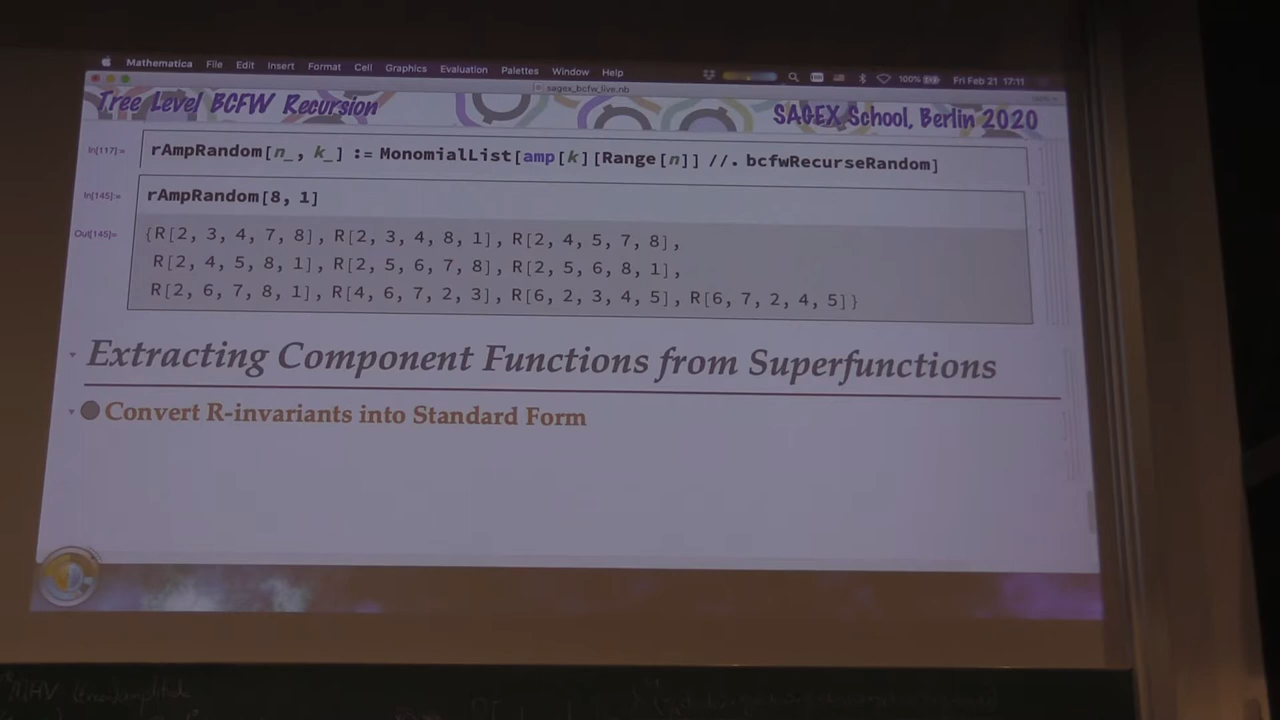 Mathematica File Edit Insert Format Cell Graphics Evaluation Palettes Window Help 100% Fri Feb 21 17:11
sagex_bcfw_live.nb
Tree Level BCFW Recursion
SAGEX School, Berlin 2020
In[117]:= rAmpRandom[n_, k_] := MonomialList[amp[k][Range[n]] //. bcfwRecurseRandom]
In[145]:= rAmpRandom[8, 1]
Out[145]= {R[2, 3, 4, 7, 8], R[2, 3, 4, 8, 1], R[2, 4, 5, 7, 8],
R[2, 4, 5, 8, 1], R[2, 5, 6, 7, 8], R[2, 5, 6, 8, 1],
R[2, 6, 7, 8, 1], R[4, 6, 7, 2, 3], R[6, 2, 3, 4, 5], R[6, 7, 2, 4, 5]}
Extracting Component Functions from Superfunctions
Convert R-invariants into Standard Form
MHV